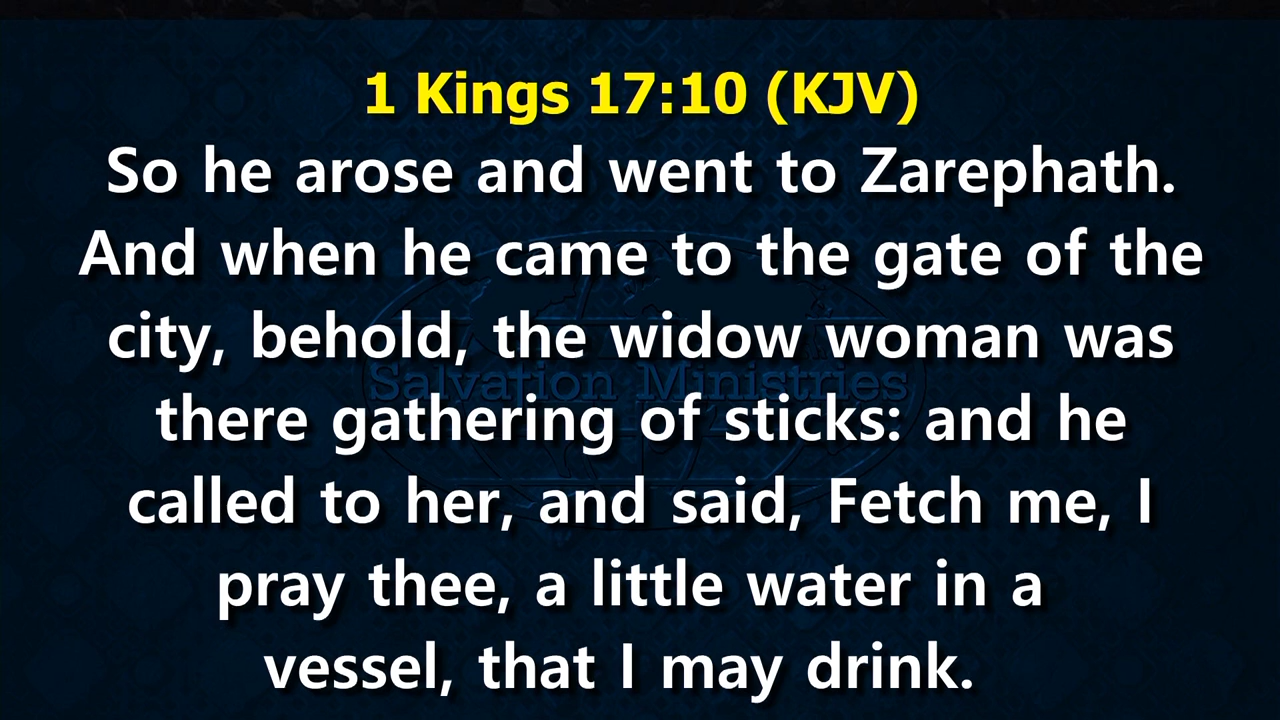 1 Kings 17:10 (KJV)
So he arose and went to Zarephath.
And when he came to the gate of the
city, behold, the widow woman was
Salvation Ministries
there gathering of sticks: and he
called to her, and said, Fetch me, I
pray thee, a little water in a
vessel, that I may drink.